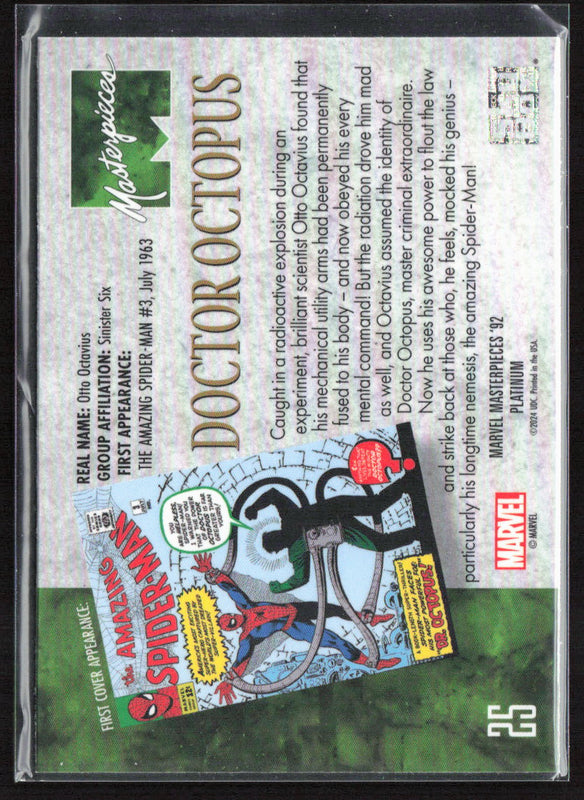 Masterpieces
REAL NAME: Otto Octavius
GROUP AFFILIATION: Sinister Six
FIRST APPEARANCE:
THE AMAZING SPIDER-MAN #3, July 1963
DOCTOR OCTOPUS
Caught in a radioactive explosion during an
experiment, brilliant scientist Otto Octavius found that
his mechanical utility arms had been permanently
fused to his body – and now obeyed his every
mental command! But the radiation drove him mad
as well, and Octavius assumed the identity of
Doctor Octopus, master criminal extraordinaire.
Now he uses his awesome power to flout the law
and strike back at those who, he feels, mocked his genius –
particularly his longtime nemesis, the amazing Spider-Man!
FIRST COVER APPEARANCE:
the AMAZING
SPIDER-MAN
MARVEL MASTERPIECES '92
PLATINUM
©2024 UDC. Printed in the USA.
MARVEL
© MARVEL
25